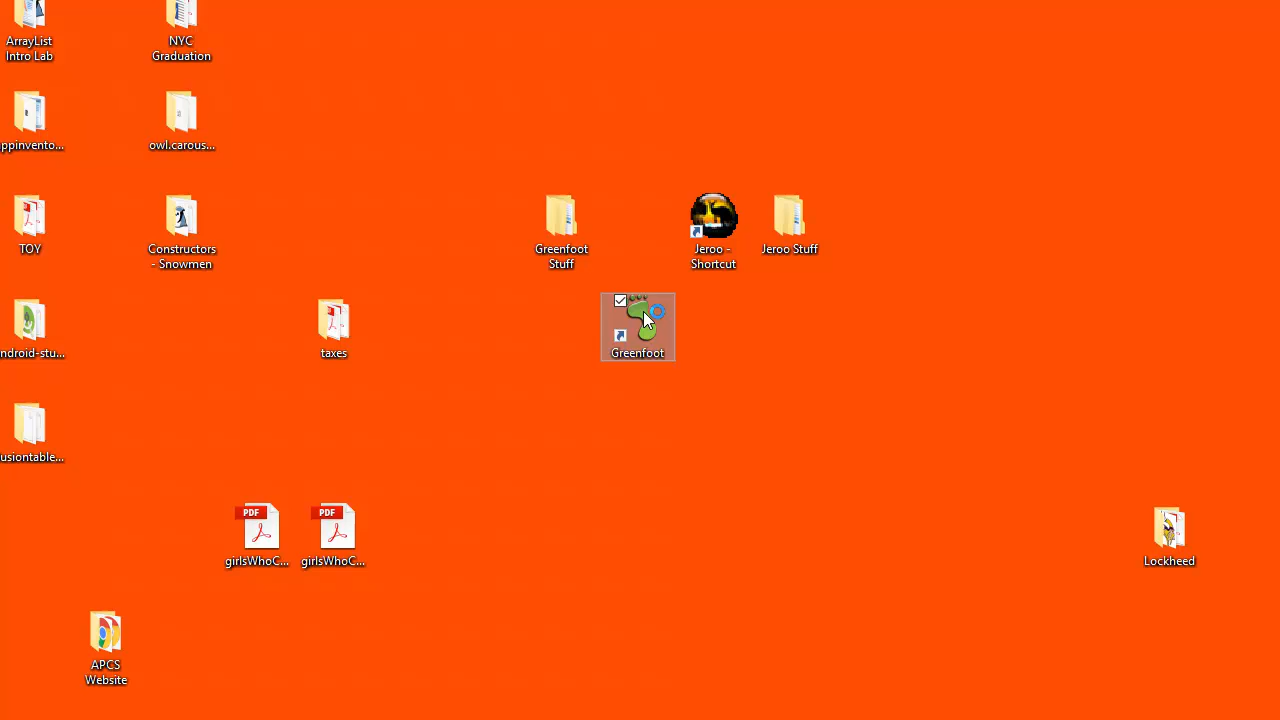 ArrayList
Intro Lab
NYC
Graduation
ppinvento...
owl.carous...
TOY
Constructors
- Snowmen
Greenfoot
Stuff
Jeroo -
Shortcut
Jeroo Stuff
ndroid-stu...
taxes
Greenfoot
usiontable...
PDF
girlsWhoC...
PDF
girlsWhoC...
Lockheed
APCS
Website